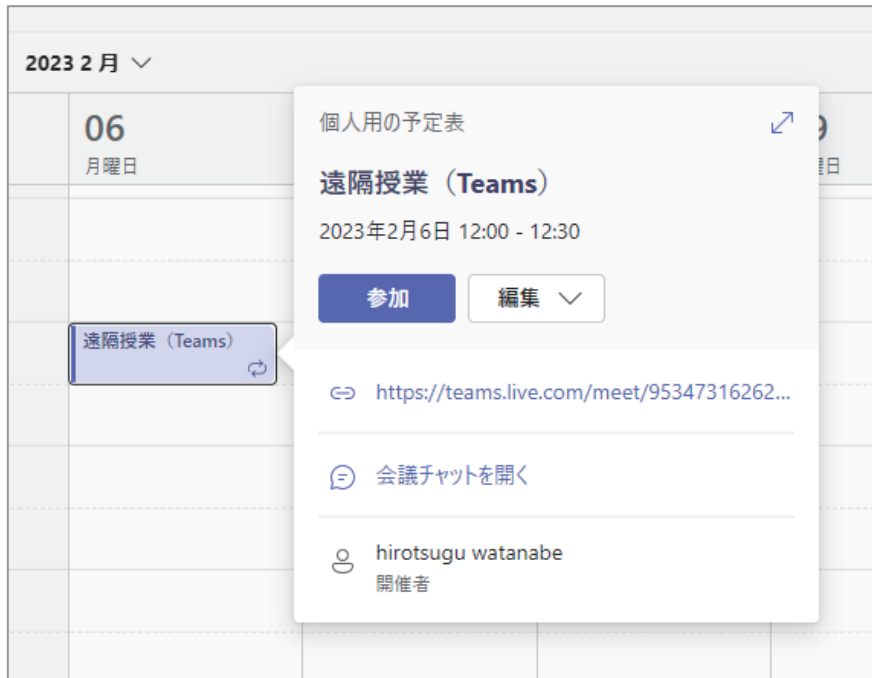 2023 2 月
06
月曜日
個人用の予定表
遠隔授業（Teams）
2023年2月6日 12:00 - 12:30
参加
編集
遠隔授業（Teams）
https://teams.live.com/meet/95347316262...
会議チャットを開く
hirotsugu watanabe
開催者